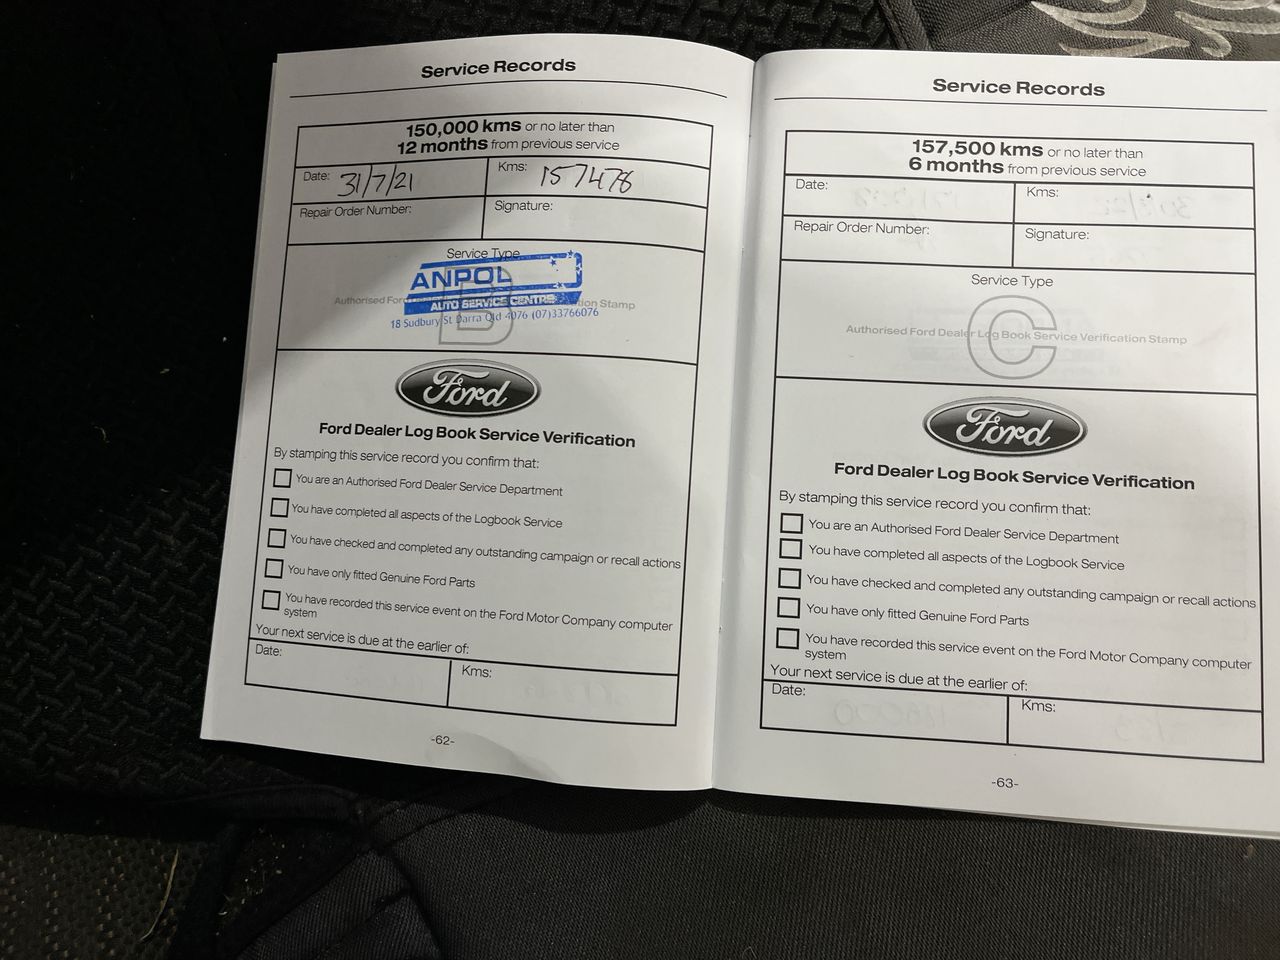 Service Records
150,000 kms or no later than
12 months from previous service
Date: 31/7/21 Kms: 157478
Repair Order Number: Signature:
Service Type
B
ANPOL
AUTO SERVICE CENTRE
18 Sudbury St Darra Qld 4076 (07)33766076
Ford
Ford Dealer Log Book Service Verification
By stamping this service record you confirm that:
You are an Authorised Ford Dealer Service Department
You have completed all aspects of the Logbook Service
You have checked and completed any outstanding campaign or recall actions
You have only fitted Genuine Ford Parts
You have recorded this service event on the Ford Motor Company computer
system
Your next service is due at the earlier of:
Date: Kms:
-62-
Service Records
157,500 kms or no later than
6 months from previous service
Date: Kms:
Repair Order Number: Signature:
Service Type
C
Authorised Ford Dealer Log Book Service Verification Stamp
Ford
Ford Dealer Log Book Service Verification
By stamping this service record you confirm that:
You are an Authorised Ford Dealer Service Department
You have completed all aspects of the Logbook Service
You have checked and completed any outstanding campaign or recall actions
You have only fitted Genuine Ford Parts
You have recorded this service event on the Ford Motor Company computer
system
Your next service is due at the earlier of:
Date: Kms:
-63-